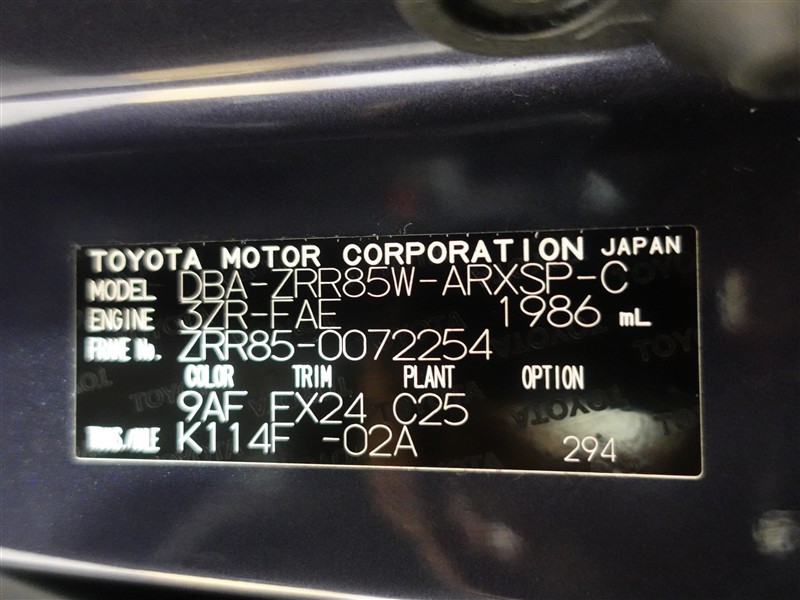 TOYOTA MOTOR CORPORATION JAPAN
MODEL DBA-ZRR85W-ARXSP-C
ENGINE 3ZR-FAE 1986 mL
FRAME No. ZRR85-0072254
COLOR TRIM PLANT OPTION
9AF FX24 C25
TRANS./AXLE K114F -02A 294